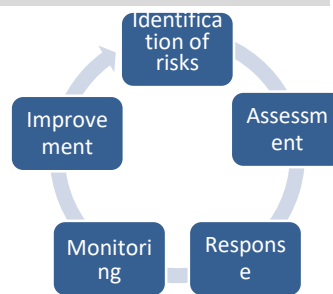 Identifica
tion of
risks
Assessm
ent
Respons
e
Monitori
ng
Improve
ment